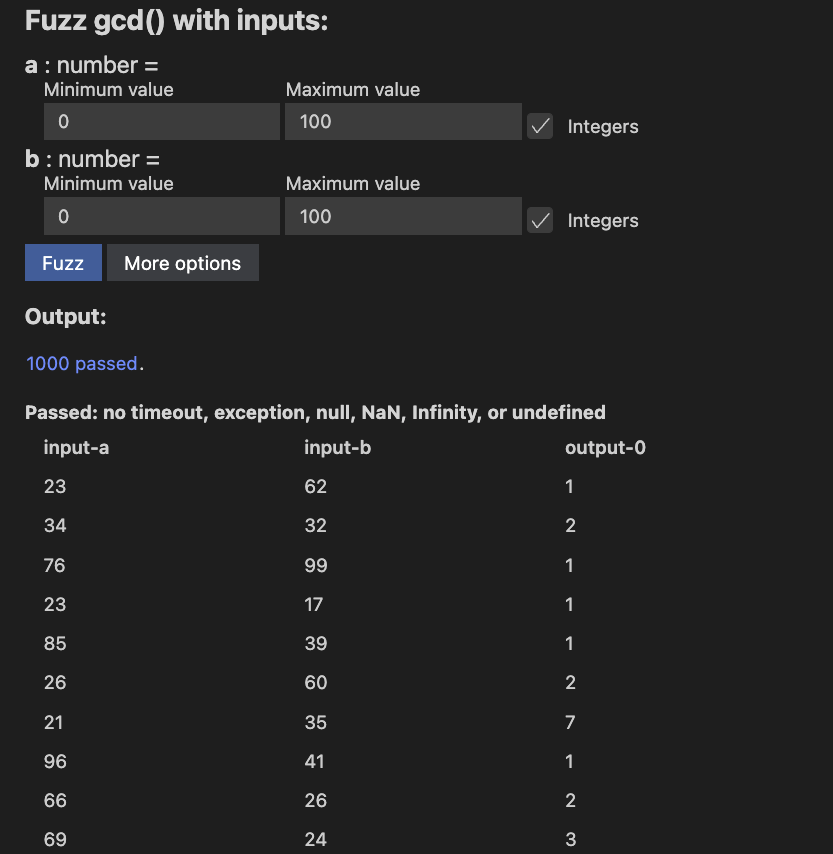 Fuzz gcd() with inputs:
a : number =
Minimum value Maximum value
0 100 Integers
b : number =
Minimum value Maximum value
0 100 Integers
Fuzz More options
Output:
1000 passed.
Passed: no timeout, exception, null, NaN, Infinity, or undefined
input-a input-b output-0
23 62 1
34 32 2
76 99 1
23 17 1
85 39 1
26 60 2
21 35 7
96 41 1
66 26 2
69 24 3